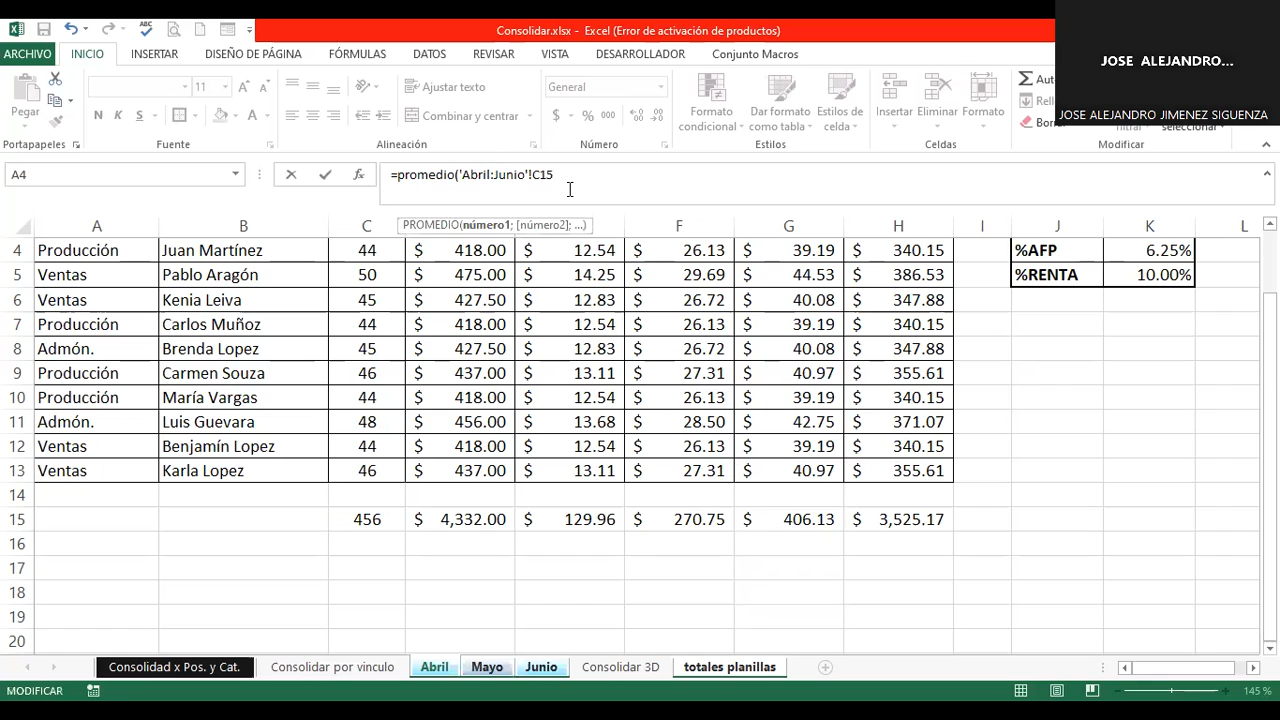 Consolidar.xlsx - Excel (Error de activación de productos)
JOSE ALEJANDRO...
JOSE ALEJANDRO JIMENEZ SIGUENZA
ARCHIVO INICIO INSERTAR DISEÑO DE PÁGINA FÓRMULAS DATOS REVISAR VISTA DESARROLLADOR Conjunto Macros
Pegar
11
N K S
Ajustar texto
Combinar y centrar
General
$ % 000
Formato condicional
Dar formato como tabla
Estilos de celda
Insertar Eliminar Formato
Portapapeles Fuente Alineación Número Estilos Celdas Modificar
A4 fx =promedio('Abril:Junio'!C15
PROMEDIO(número1; [número2]; ...)
A B C F G H I J K L
4 Producción Juan Martínez 44 $ 418.00 $ 12.54 $ 26.13 $ 39.19 $ 340.15 %AFP 6.25%
5 Ventas Pablo Aragón 50 $ 475.00 $ 14.25 $ 29.69 $ 44.53 $ 386.53 %RENTA 10.00%
6 Ventas Kenia Leiva 45 $ 427.50 $ 12.83 $ 26.72 $ 40.08 $ 347.88
7 Producción Carlos Muñoz 44 $ 418.00 $ 12.54 $ 26.13 $ 39.19 $ 340.15
8 Admón. Brenda Lopez 45 $ 427.50 $ 12.83 $ 26.72 $ 40.08 $ 347.88
9 Producción Carmen Souza 46 $ 437.00 $ 13.11 $ 27.31 $ 40.97 $ 355.61
10 Producción María Vargas 44 $ 418.00 $ 12.54 $ 26.13 $ 39.19 $ 340.15
11 Admón. Luis Guevara 48 $ 456.00 $ 13.68 $ 28.50 $ 42.75 $ 371.07
12 Ventas Benjamín Lopez 44 $ 418.00 $ 12.54 $ 26.13 $ 39.19 $ 340.15
13 Ventas Karla Lopez 46 $ 437.00 $ 13.11 $ 27.31 $ 40.97 $ 355.61
14
15 456 $ 4,332.00 $ 129.96 $ 270.75 $ 406.13 $ 3,525.17
16
17
18
19
20
Consolidad x Pos. y Cat. Consolidar por vinculo Abril Mayo Junio Consolidar 3D totales planillas
MODIFICAR 145 %